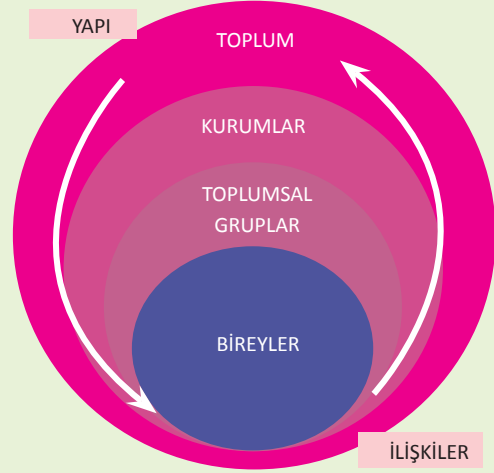 YAPI
TOPLUM
KURUMLAR
TOPLUMSAL
GRUPLAR
BİREYLER
İLİŞKİLER